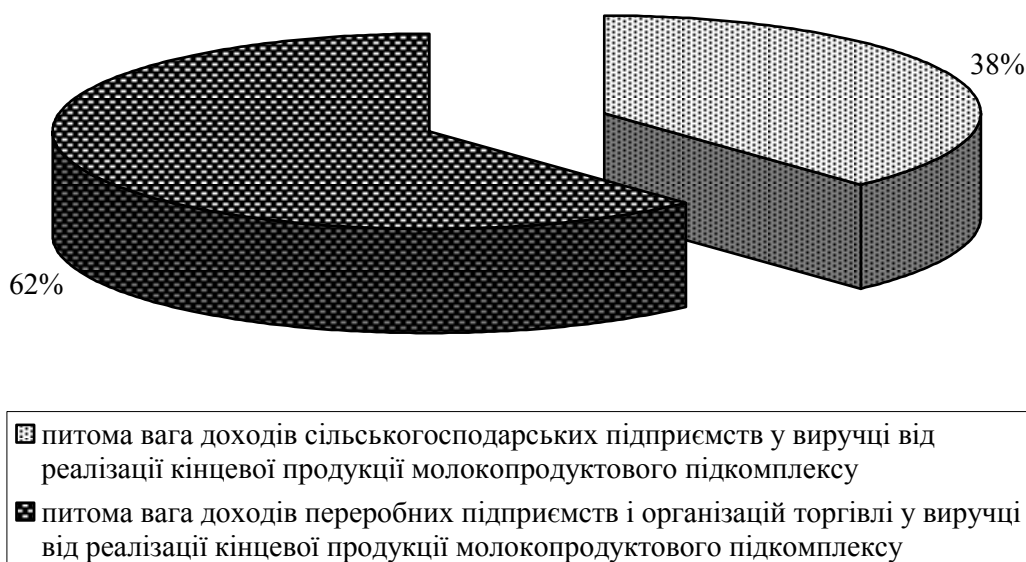 38%
62%
питома вага доходів сільськогосподарських підприємств у виручці від
реалізації кінцевої продукції молокопродуктового підкомплексу
питома вага доходів переробних підприємств і організацій торгівлі у виручці
від реалізації кінцевої продукції молокопродуктового підкомплексу